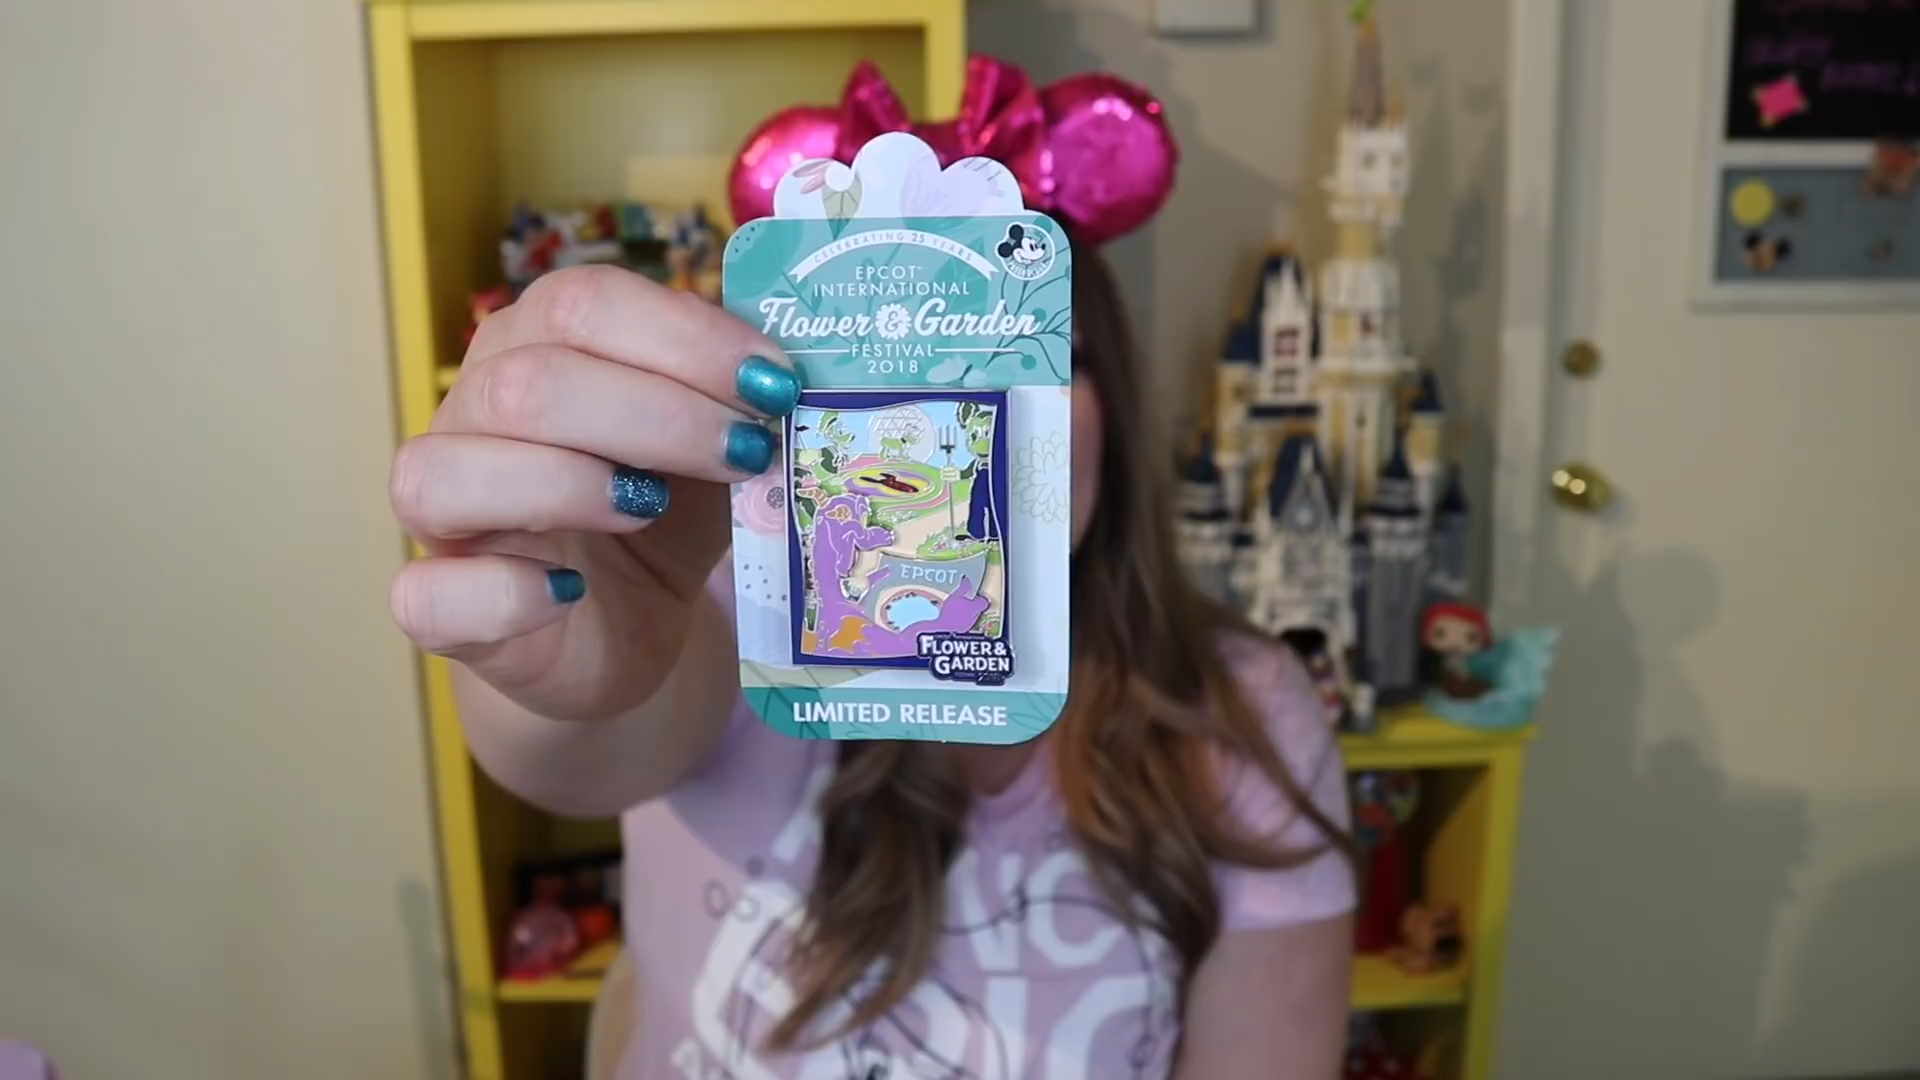 CELEBRATING 25 YEARS
EPCOT
INTERNATIONAL
Flower & Garden
FESTIVAL
2018
EPCOT
FLOWER &
GARDEN
LIMITED RELEASE